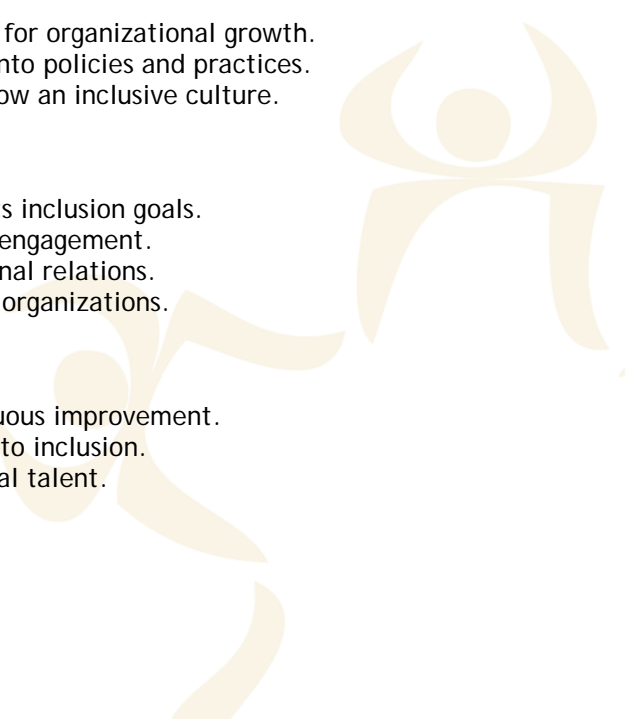 for organizational growth.
nto policies and practices.
ow an inclusive culture.
s inclusion goals.
engagement.
nal relations.
organizations.
uous improvement.
to inclusion.
al talent.